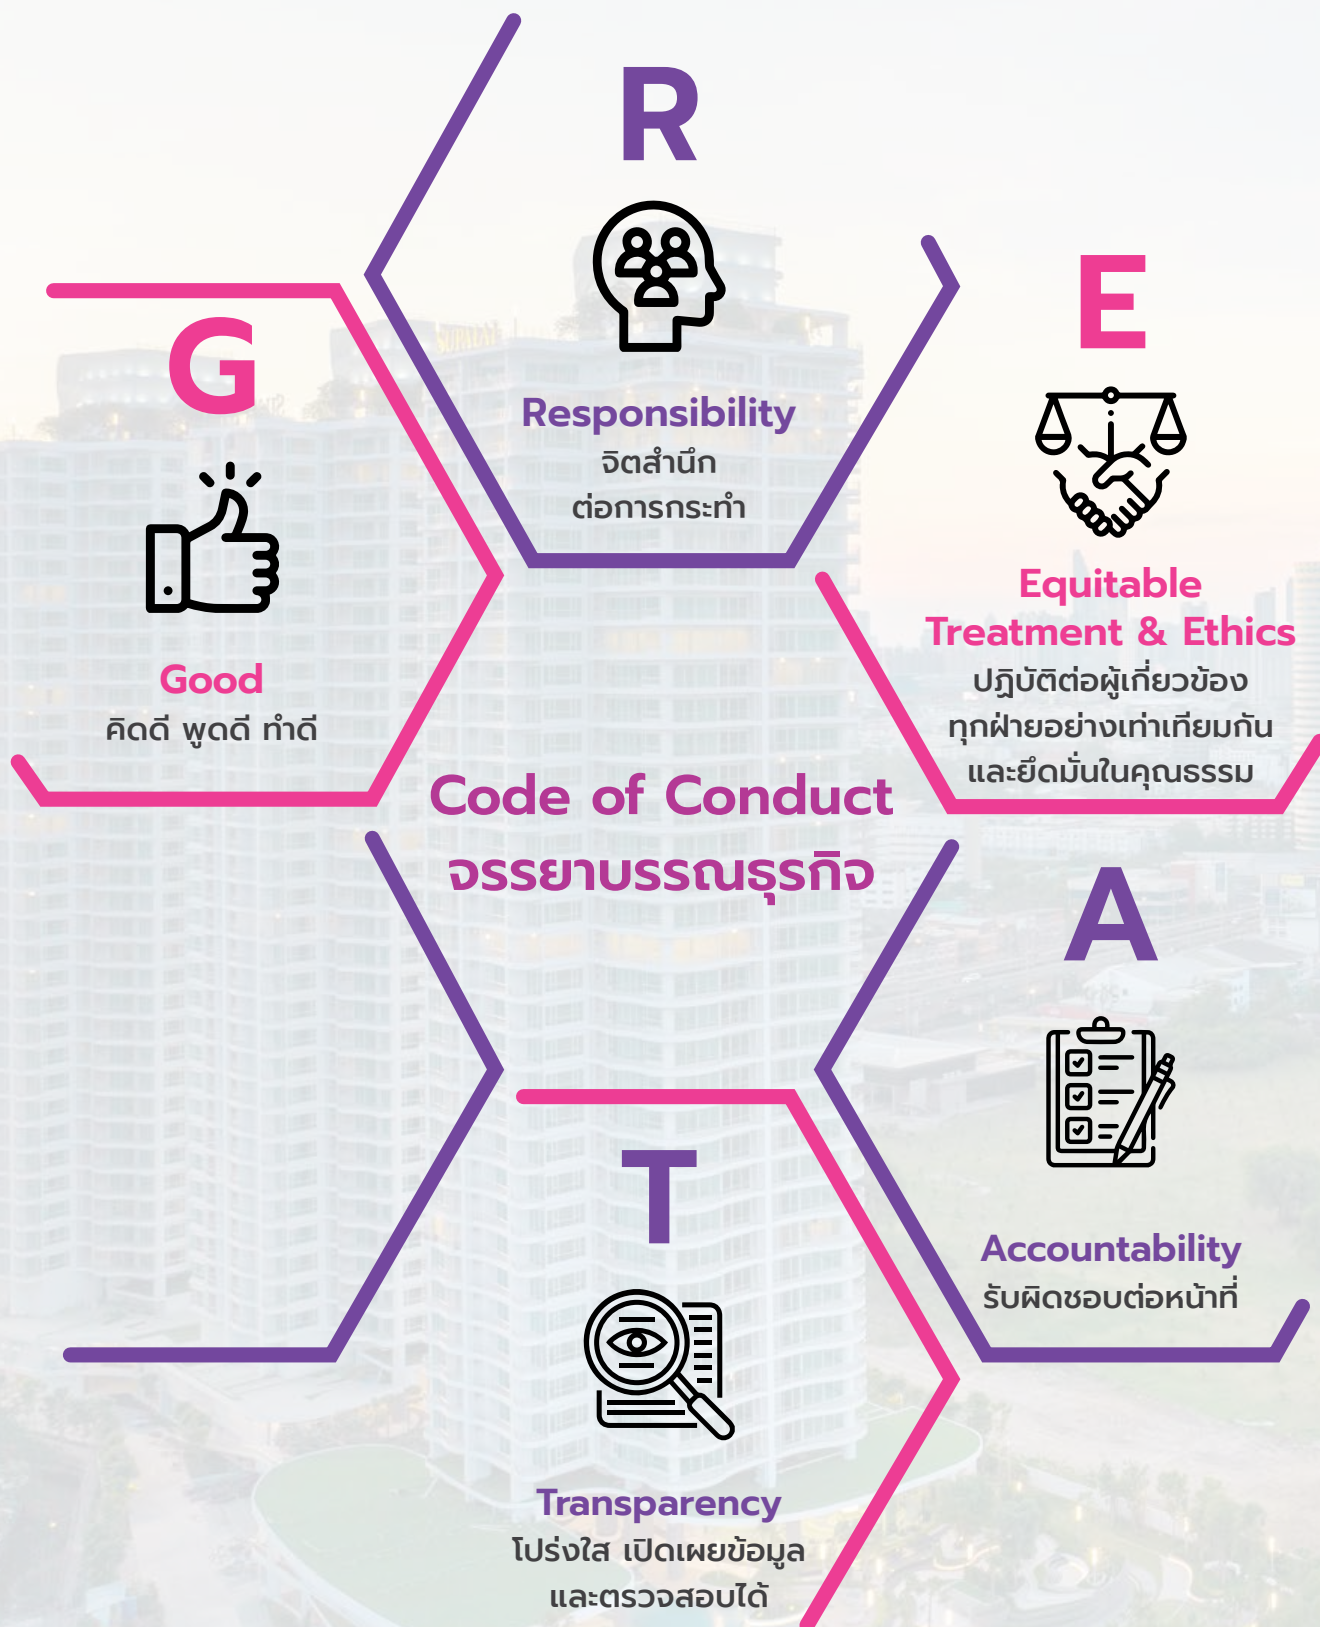 R
Responsibility
จิตสำนึก
ต่อการกระทำ
G
Good
คิดดี พูดดี ทำดี
E
Equitable
Treatment & Ethics
ปฏิบัติต่อผู้เกี่ยวข้อง
ทุกฝ่ายอย่างเท่าเทียมกัน
และยึดมั่นในคุณธรรม
Code of Conduct
จรรยาบรรณธุรกิจ
A
Accountability
รับผิดชอบต่อหน้าที่
T
Transparency
โปร่งใส เปิดเผยข้อมูล
และตรวจสอบได้
SUPALAI